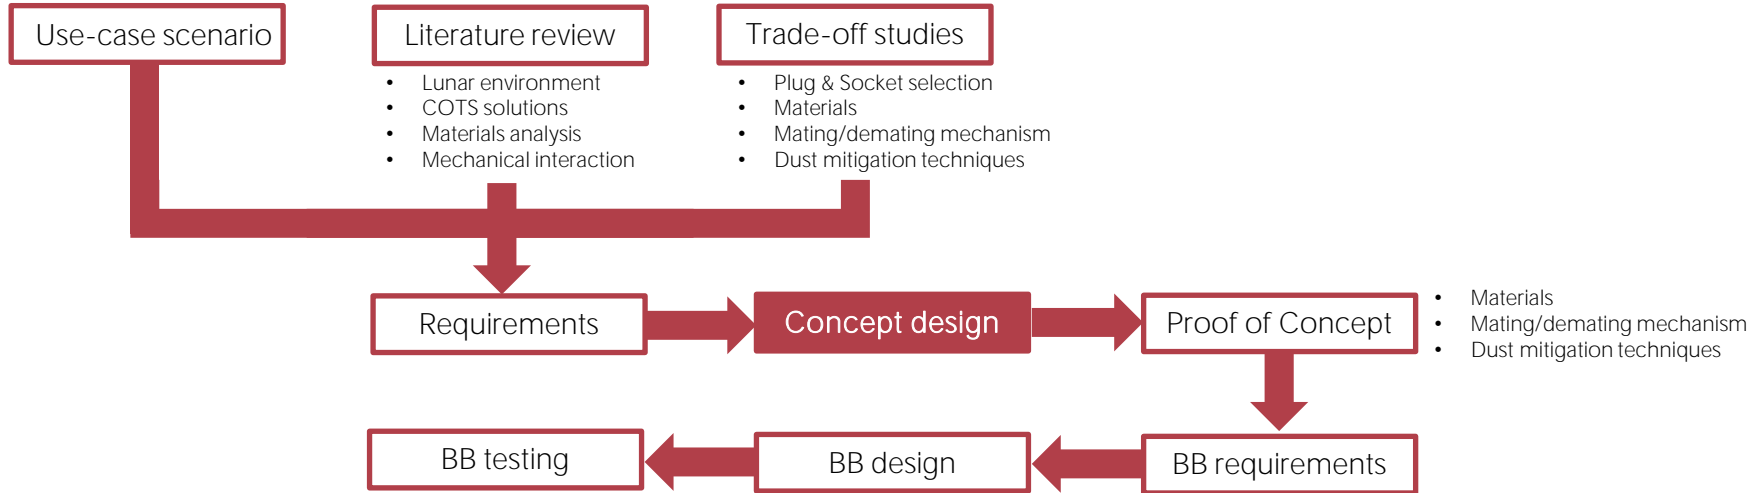 Use-case scenario
Literature review
• Lunar environment
• COTS solutions
• Materials analysis
• Mechanical interaction
Trade-off studies
• Plug & Socket selection
• Materials
• Mating/demating mechanism
• Dust mitigation techniques
Requirements
Concept design
Proof of Concept
• Materials
• Mating/demating mechanism
• Dust mitigation techniques
BB testing
BB design
BB requirements